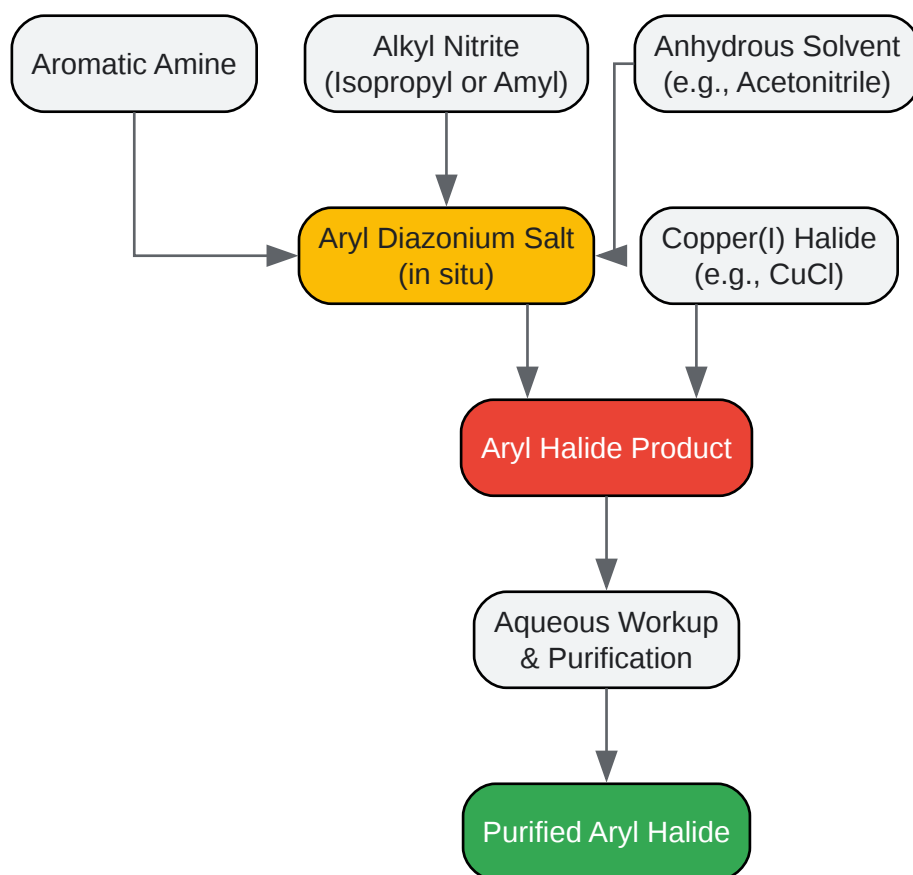 Aromatic Amine
Alkyl Nitrite
(Isopropyl or Amyl)
Anhydrous Solvent
(e.g., Acetonitrile)
Aryl Diazonium Salt
(in situ)
Copper(I) Halide
(e.g., CuCl)
Aryl Halide Product
Aqueous Workup
& Purification
Purified Aryl Halide